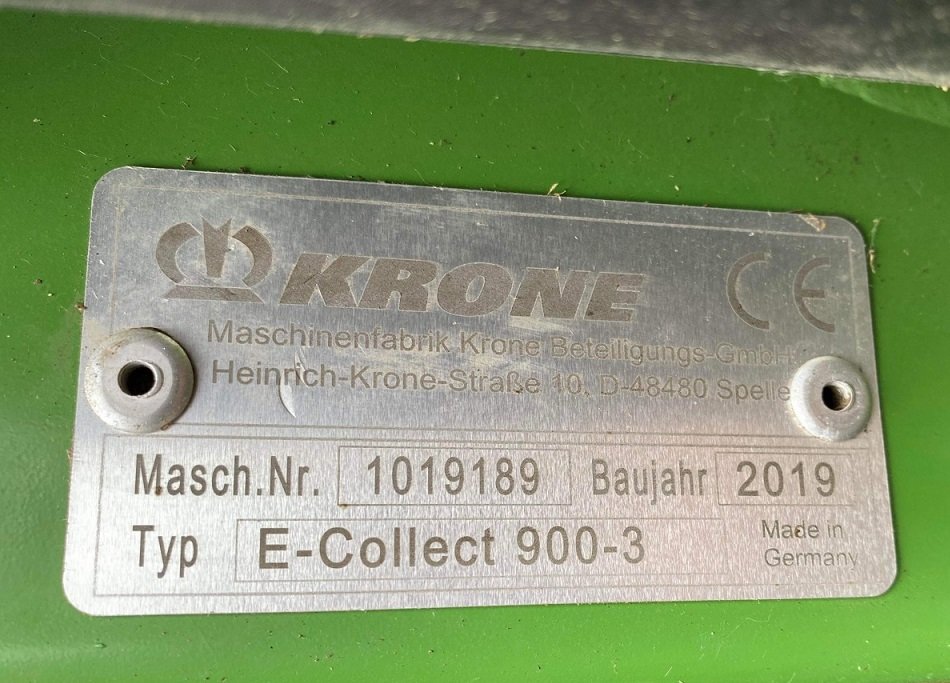 KRONE CE
Maschinenfabrik Krone Beteiligungs-GmbH
Heinrich-Krone-Straße 10, D-48480 Spelle
Masch.Nr. 1019189 Baujahr 2019
Typ E-Collect 900-3
Made in
Germany